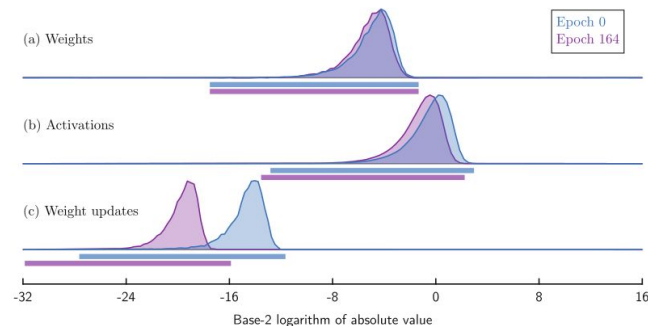 Epoch 0
Epoch 164
(a) Weights
(b) Activations
(c) Weight updates
-32 -24 -16 -8 0 8 16
Base-2 logarithm of absolute value